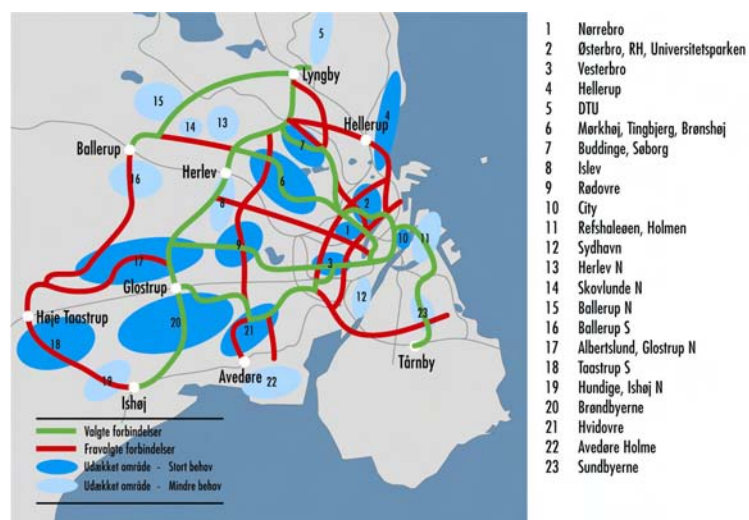 Lyngby
Hellerup
Ballerup
Herlev
Glostrup
Høje Taastrup
Avedøre
Ishøj
Tårnby
5
4
15
14
13
7
16
6
8
2
1
10
11
9
3
17
12
20
21
23
18
19
22
Valgte forbindelser
Fravalgte forbindelser
Udækket område - Stort behov
Udækket område - Mindre behov
1 Nørrebro
2 Østerbro, RH, Universitetsparken
3 Vesterbro
4 Hellerup
5 DTU
6 Mørkhøj, Tingbjerg, Brønshøj
7 Buddinge, Søborg
8 Islev
9 Rødovre
10 City
11 Refshaleøen, Holmen
12 Sydhavn
13 Herlev N
14 Skovlunde N
15 Ballerup N
16 Ballerup S
17 Albertslund, Glostrup N
18 Taastrup S
19 Hundige, Ishøj N
20 Brøndbyerne
21 Hvidovre
22 Avedøre Holme
23 Sundbyerne